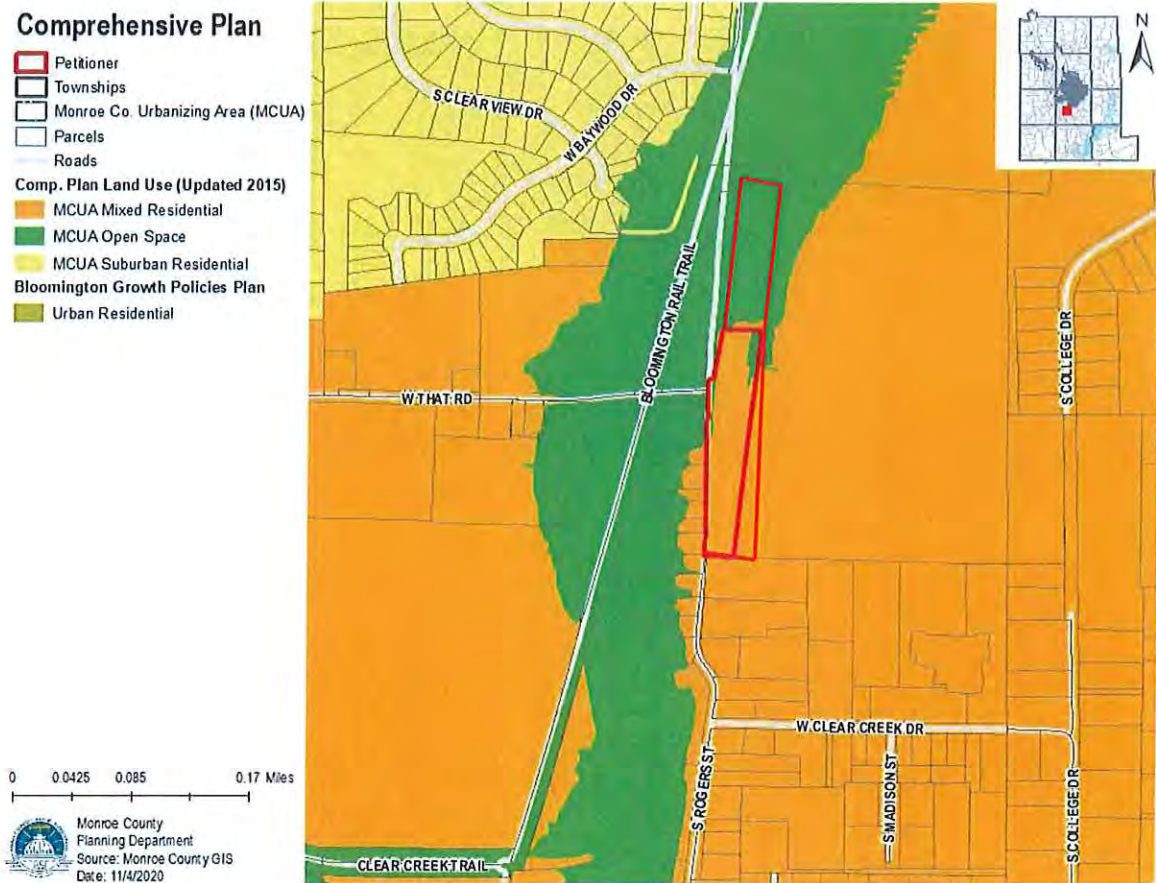 Comprehensive Plan
Petitioner
Townships
Monroe Co. Urbanizing Area (MCUA)
Parcels
Roads
Comp. Plan Land Use (Updated 2015)
MCUA Mixed Residential
MCUA Open Space
MCUA Suburban Residential
Bloomington Growth Policies Plan
Urban Residential
0 0.0425 0.085 0.17 Miles
Monroe County
Planning Department
Source: Monroe County GIS
Date: 11/4/2020
N
S CLEAR VIEW DR
W BAYWOOD DR
BLOOMINGTON RAIL TRAIL
W THAT RD
S COLLEGE DR
W CLEAR CREEK DR
S ROGERS ST
S MADISON ST
S COLLEGE DR
CLEAR CREEK TRAIL